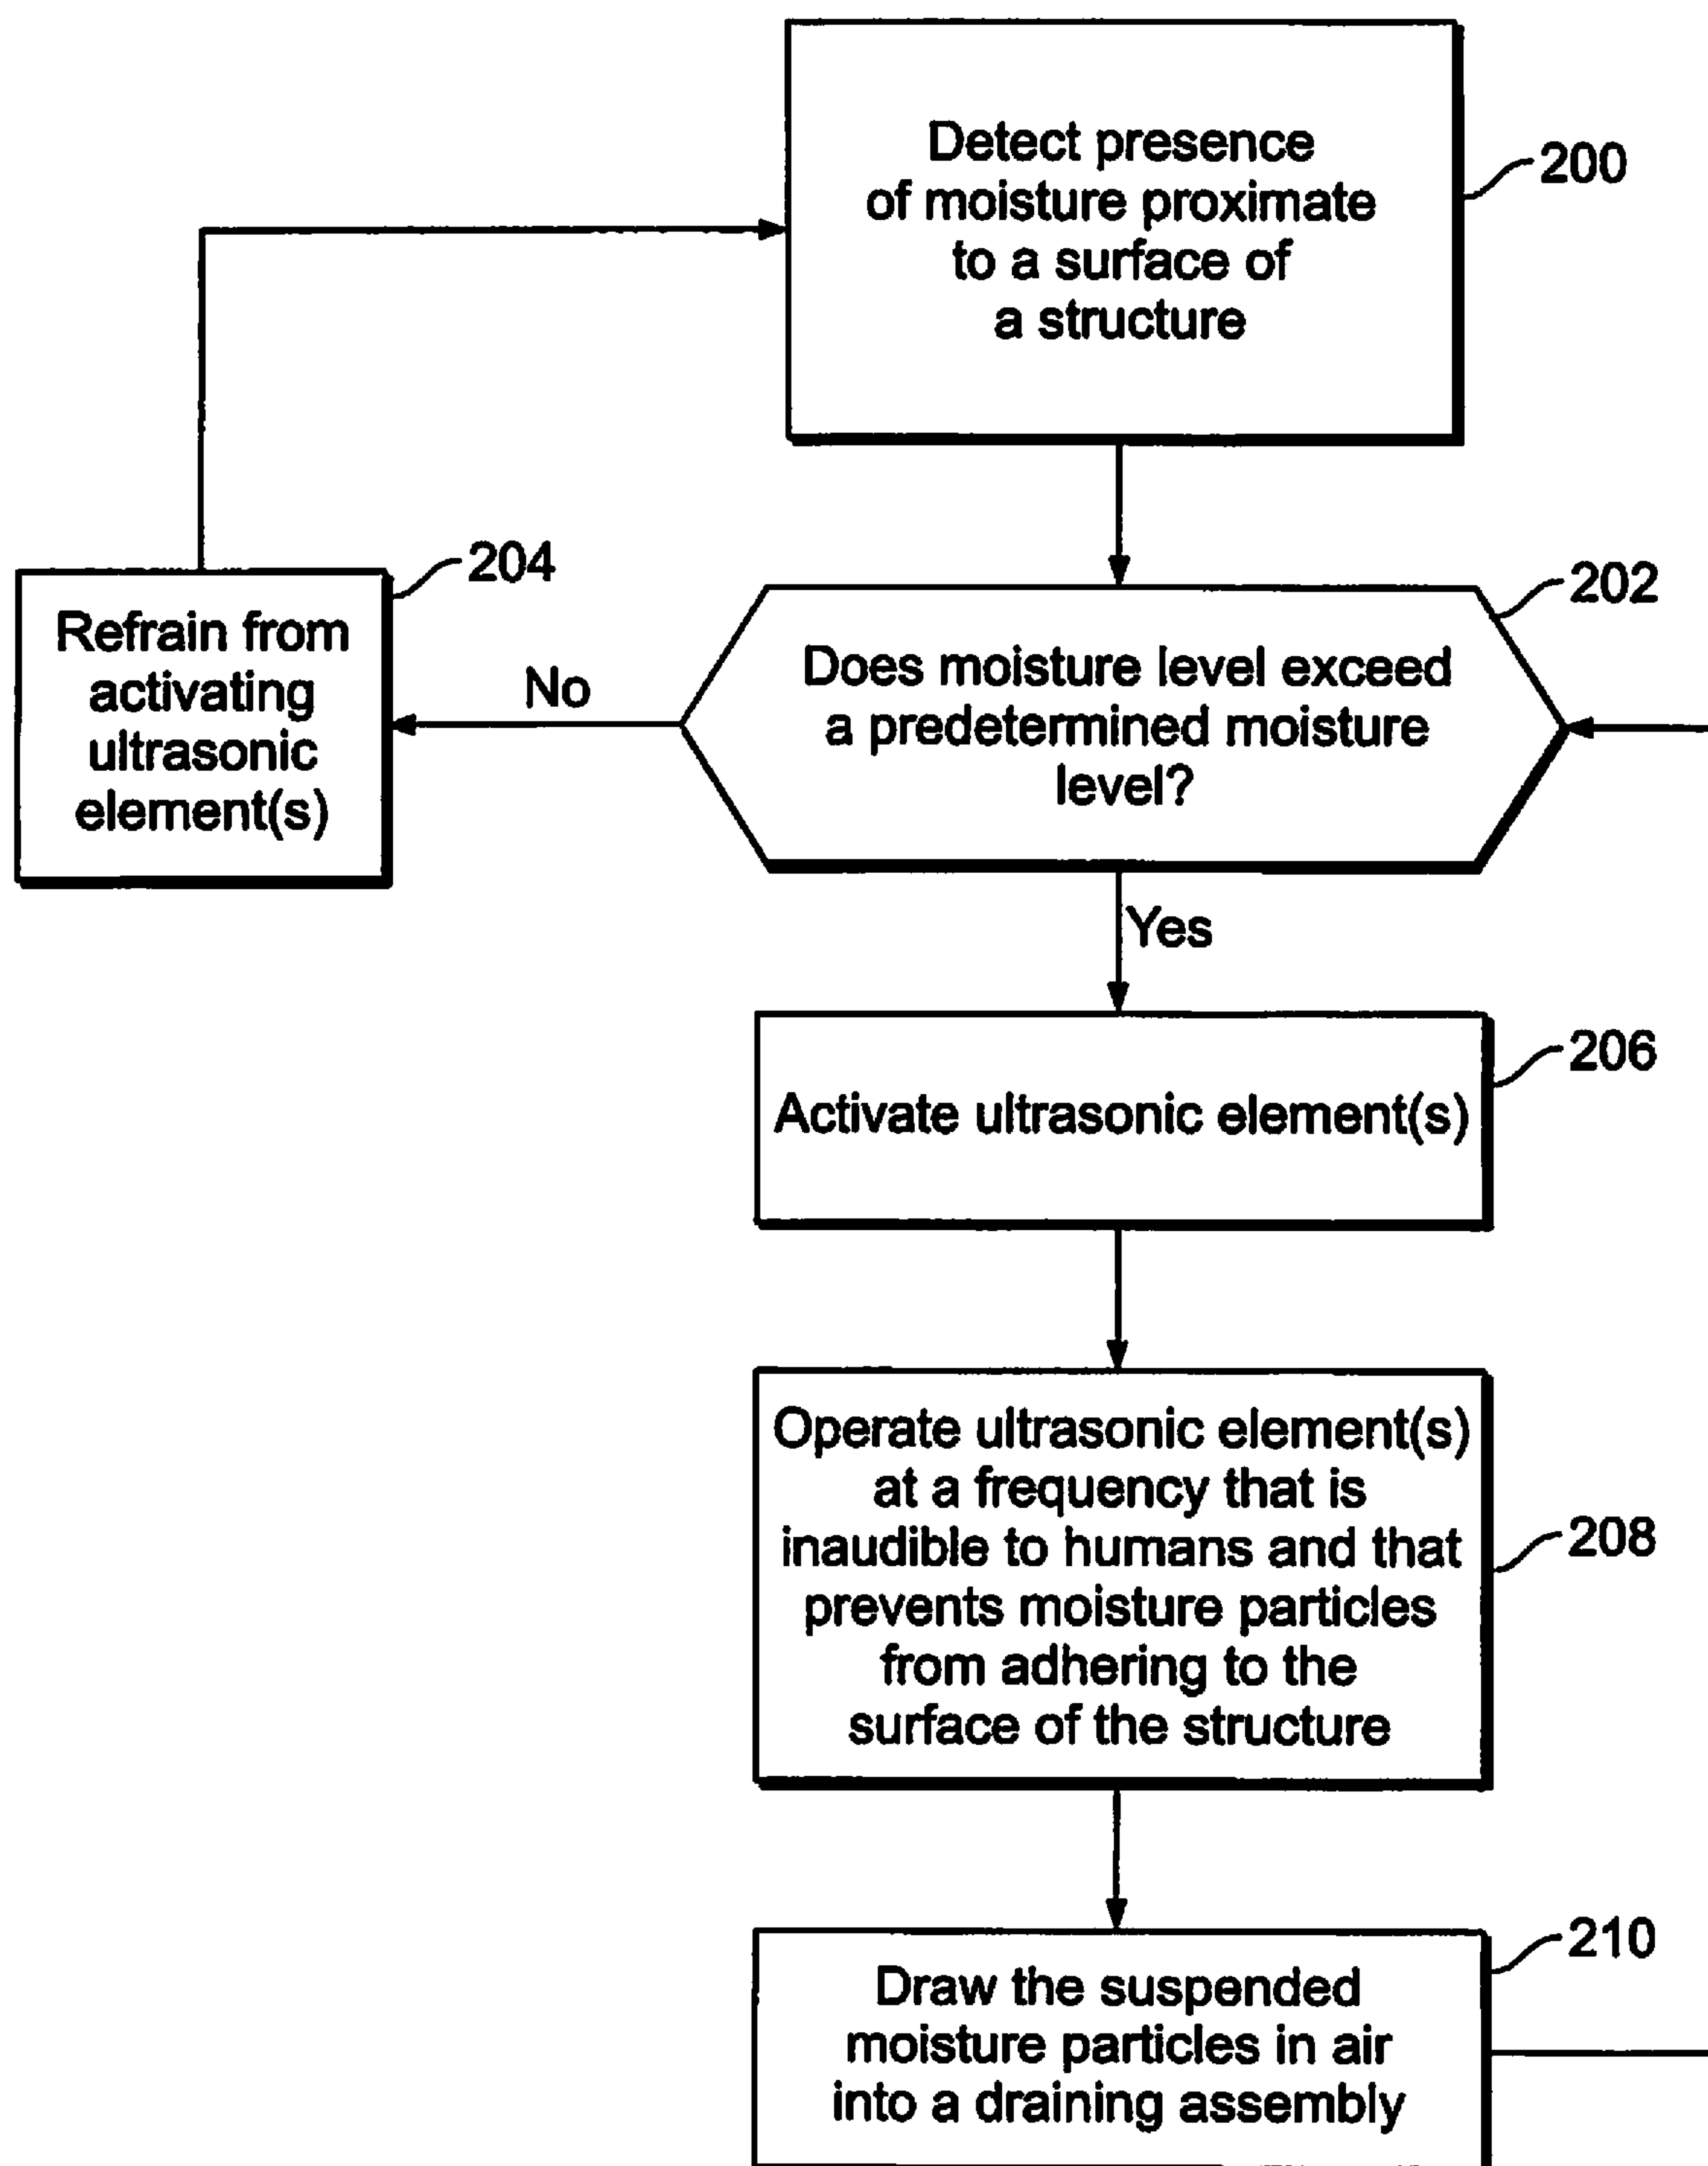 Detect presence
of moisture proximate
to a surface of
a structure
200
204
Refrain from
activating
ultrasonic
element(s)
No
202
Does moisture level exceed
a predetermined moisture
level?
Yes
206
Activate ultrasonic element(s)
Operate ultrasonic element(s)
at a frequency that is
inaudible to humans and that
prevents moisture particles
from adhering to the
surface of the structure
208
210
Draw the suspended
moisture particles in air
into a draining assembly